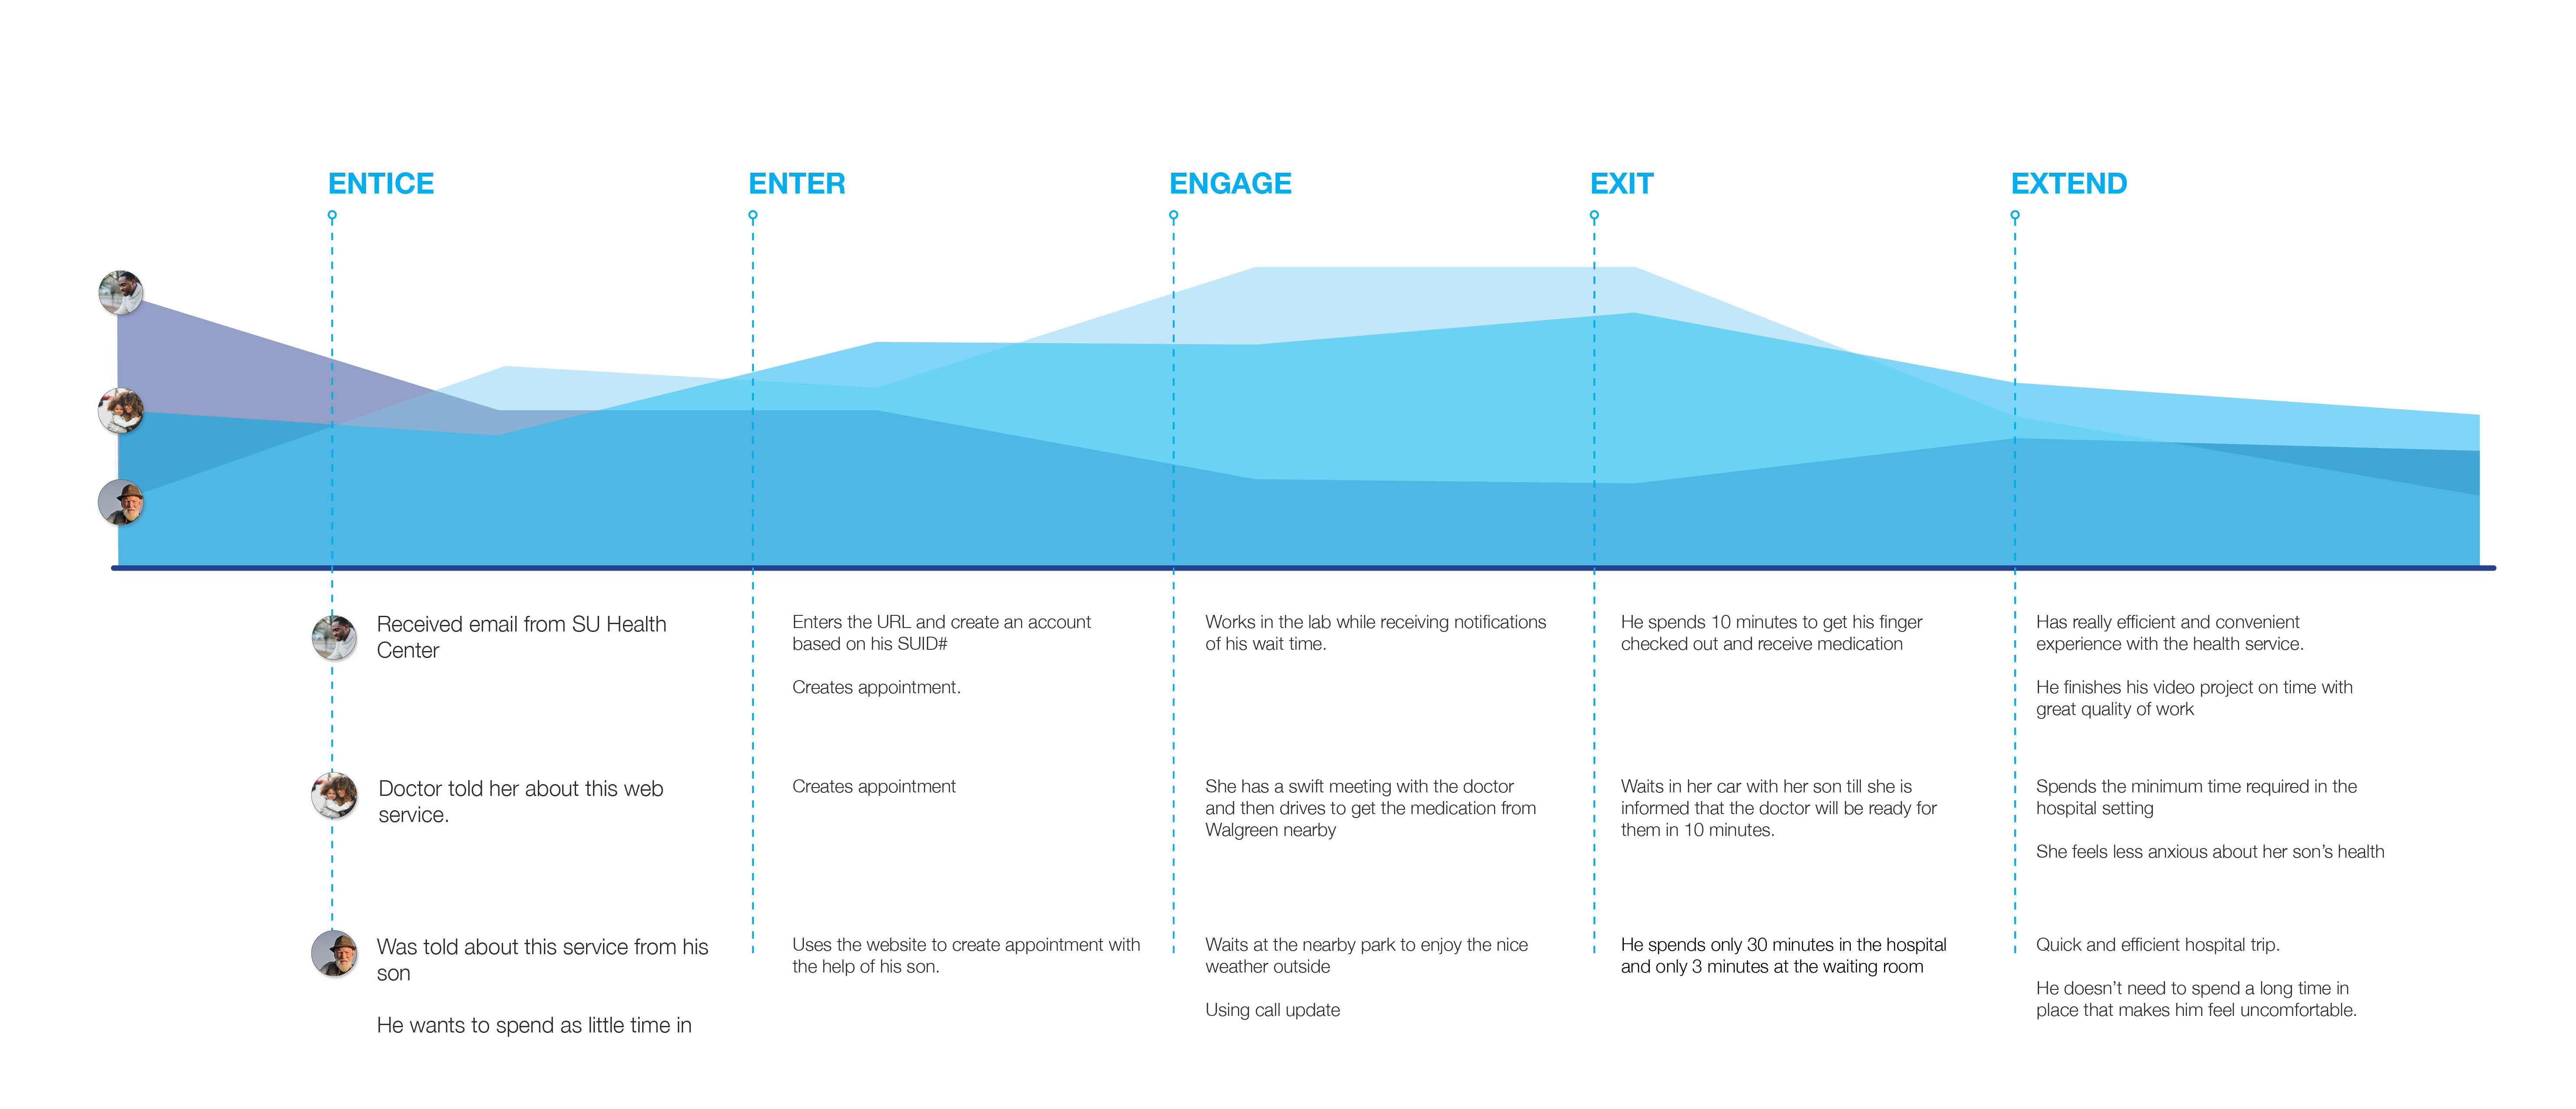 ENTICE
ENTER
ENGAGE
EXIT
EXTEND
Received email from SU Health
Center
Enters the URL and create an account
based on his SUID#
Creates appointment.
Works in the lab while receiving notifications
of his wait time.
He spends 10 minutes to get his finger
checked out and receive medication
Has really efficient and convenient
experience with the health service.
He finishes his video project on time with
great quality of work
Doctor told her about this web
service.
Creates appointment
She has a swift meeting with the doctor
and then drives to get the medication from
Walgreen nearby
Waits in her car with her son till she is
informed that the doctor will be ready for
them in 10 minutes.
Spends the minimum time required in the
hospital setting
She feels less anxious about her son’s health
Was told about this service from his
son
He wants to spend as little time in
Uses the website to create appointment with
the help of his son.
Waits at the nearby park to enjoy the nice
weather outside
Using call update
He spends only 30 minutes in the hospital
and only 3 minutes at the waiting room
Quick and efficient hospital trip.
He doesn’t need to spend a long time in
place that makes him feel uncomfortable.